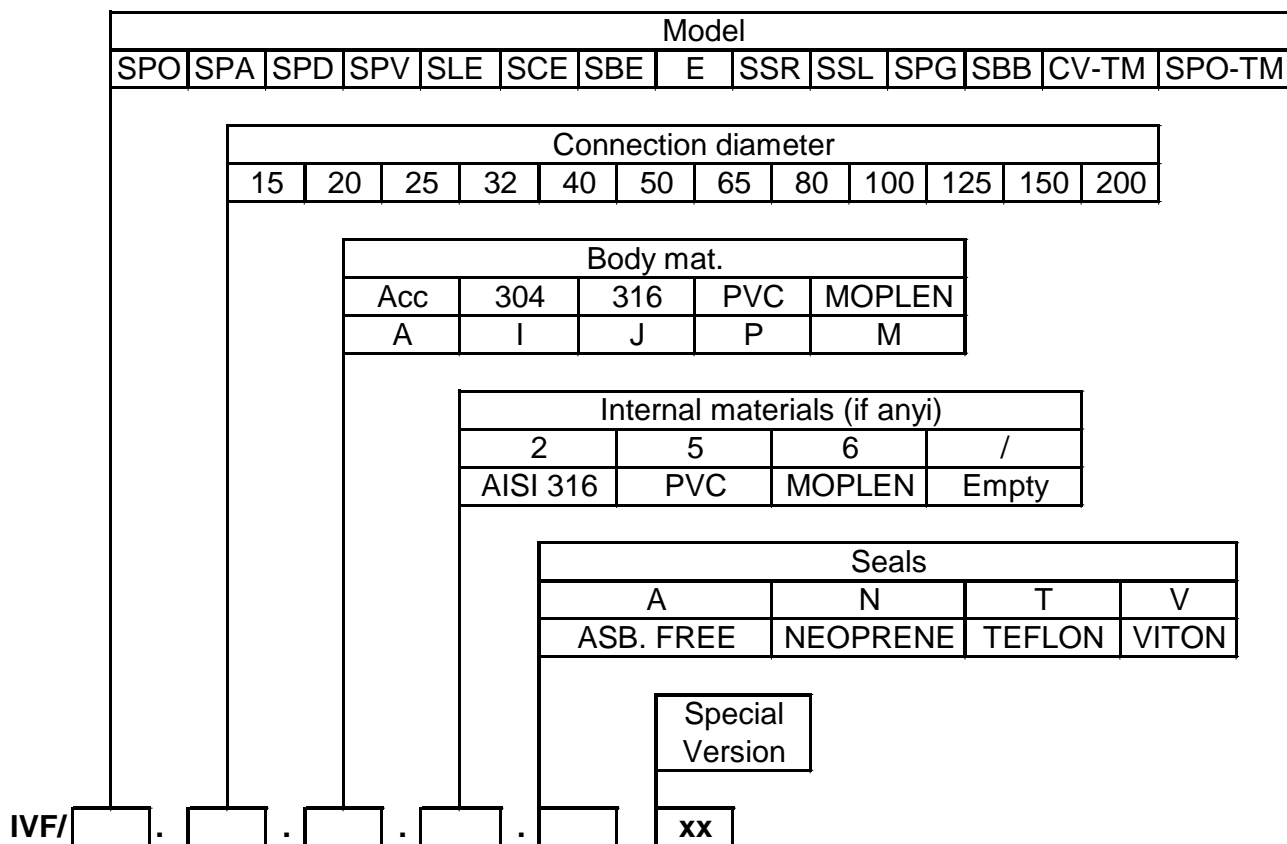 Model
SPO SPA SPD SPV SLE SCE SBE E SSR SSL SPG SBB CV-TM SPO-TM
Connection diameter
15 20 25 32 40 50 65 80 100 125 150 200
Body mat.
Acc 304 316 PVC MOPLEN
A I J P M
Internal materials (if anyi)
2 5 6 /
AISI 316 PVC MOPLEN Empty
Seals
A N T V
ASB. FREE NEOPRENE TEFLON VITON
Special
Version
IVF/ . . . . xx